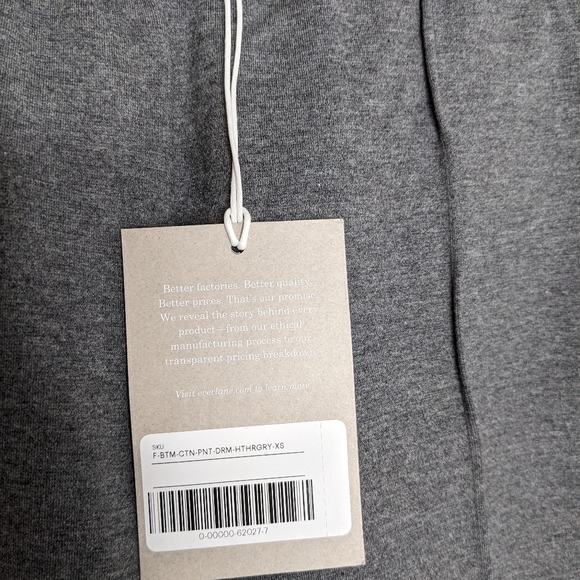 Better factories. Better quality.
Better prices. That's our promise.
We reveal the story behind every
product—from our ethical
manufacturing process to our
transparent pricing breakdown.
Visit everlane.com to learn more.
SKU
F-BTM-CTN-PNT-DRM-HTHRGRY-XS
0-00000-62027-7